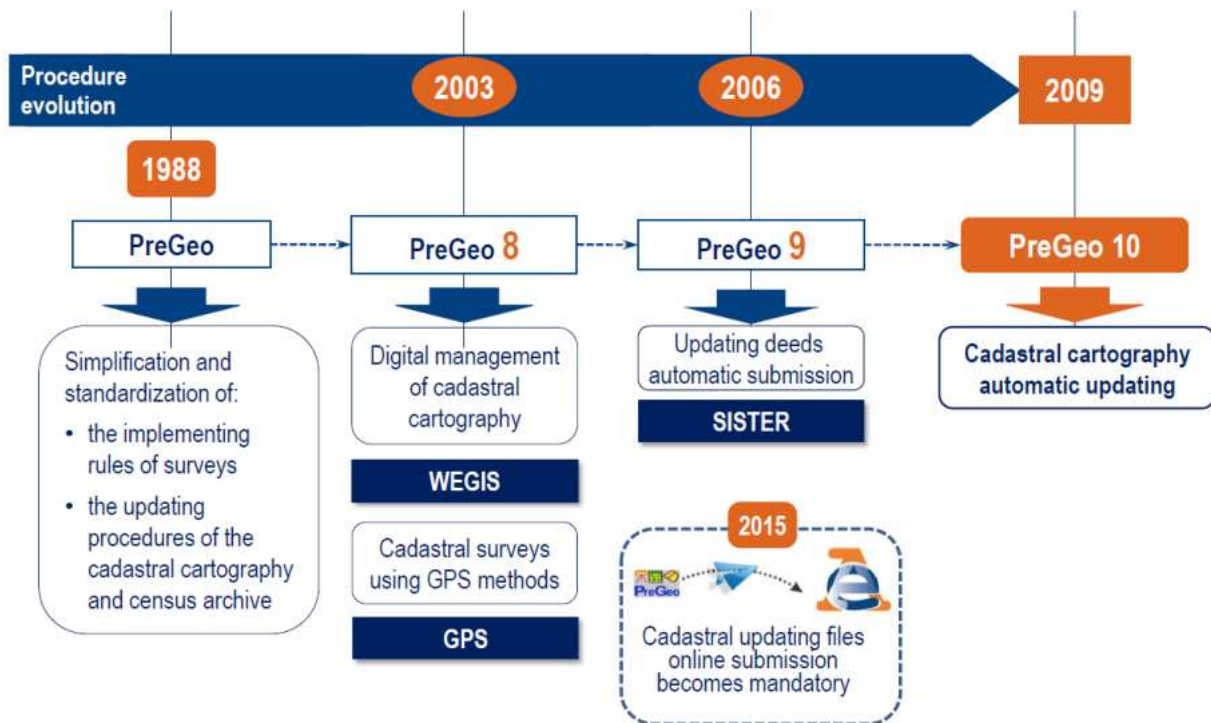 Procedure
evolution
2003
2006
2009
1988
PreGeo
PreGeo 8
PreGeo 9
PreGeo 10
Simplification and
standardization of:
• the implementing
rules of surveys
• the updating
procedures of the
cadastral cartography
and census archive
Digital management
of cadastral
cartography
WEGIS
Cadastral surveys
using GPS methods
GPS
Updating deeds
automatic submission
SISTER
2015
PreGeo
Cadastral updating files
online submission
becomes mandatory
Cadastral cartography
automatic updating